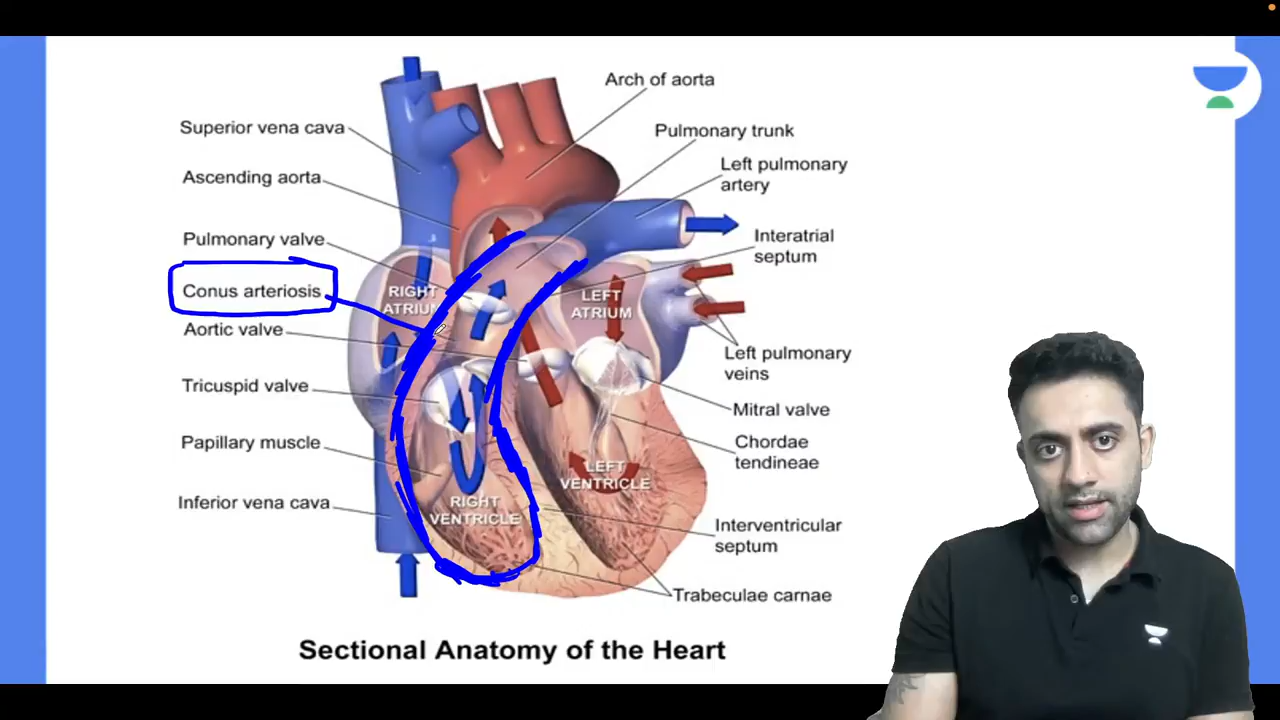 Arch of aorta
Pulmonary trunk
Superior vena cava
Left pulmonary
artery
Ascending aorta
Pulmonary valve
Interatrial
septum
Conus arteriosis
RIGHT
ATRIUM
LEFT
ATRIUM
Aortic valve
Left pulmonary
veins
Tricuspid valve
Mitral valve
Papillary muscle
Chordae
tendineae
LEFT
VENTRICLE
Inferior vena cava
RIGHT
VENTRICLE
Interventricular
septum
Trabeculae carnae
Sectional Anatomy of the Heart